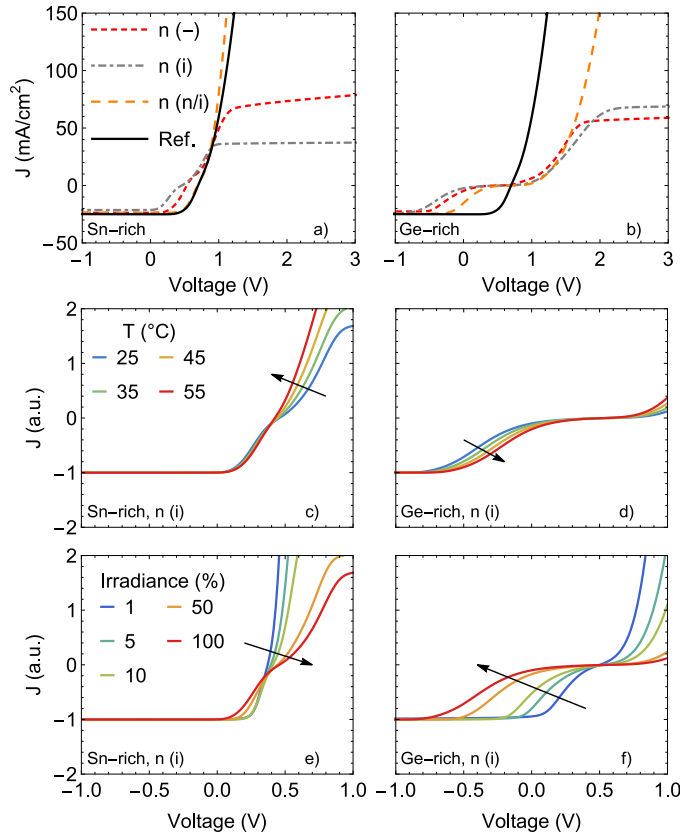 150
100
50
0
−50
J (mA/cm²)
n (−)
n (i)
n (n/i)
Ref.
Sn−rich
a)
−1
0
1
2
3
Voltage (V)
Ge−rich
b)
−1
0
1
2
3
Voltage (V)
2
1
0
−1
−2
J (a.u.)
T (°C)
25
45
35
55
Sn−rich, n (i)
c)
Ge−rich, n (i)
d)
2
1
0
−1
−2
J (a.u.)
Irradiance (%)
1
50
5
100
10
Sn−rich, n (i)
e)
−1.0
−0.5
0.0
0.5
1.0
Voltage (V)
Ge−rich, n (i)
f)
−1.0
−0.5
0.0
0.5
1.0
Voltage (V)